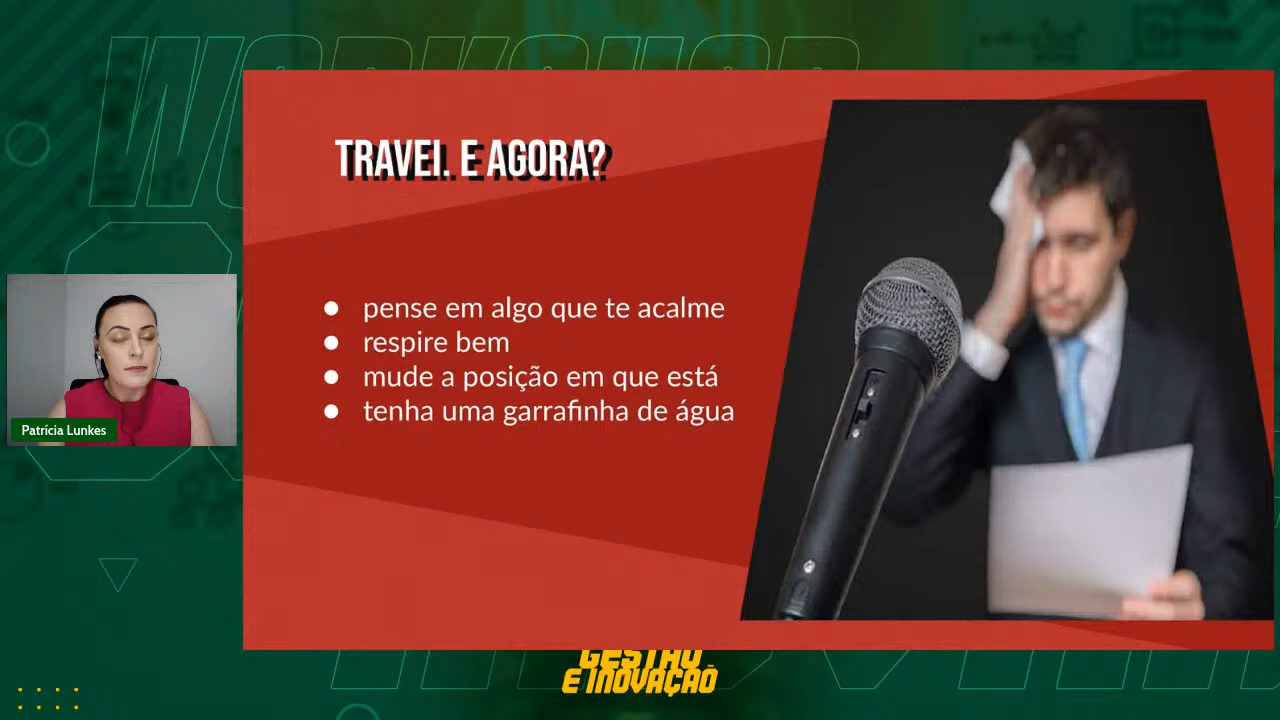 WORKSHOP
TRAVEI. E AGORA?
● pense em algo que te acalme
● respire bem
● mude a posição em que está
● tenha uma garrafinha de água
Patrícia Lunkes
GESTÃO
E INOVAÇÃO